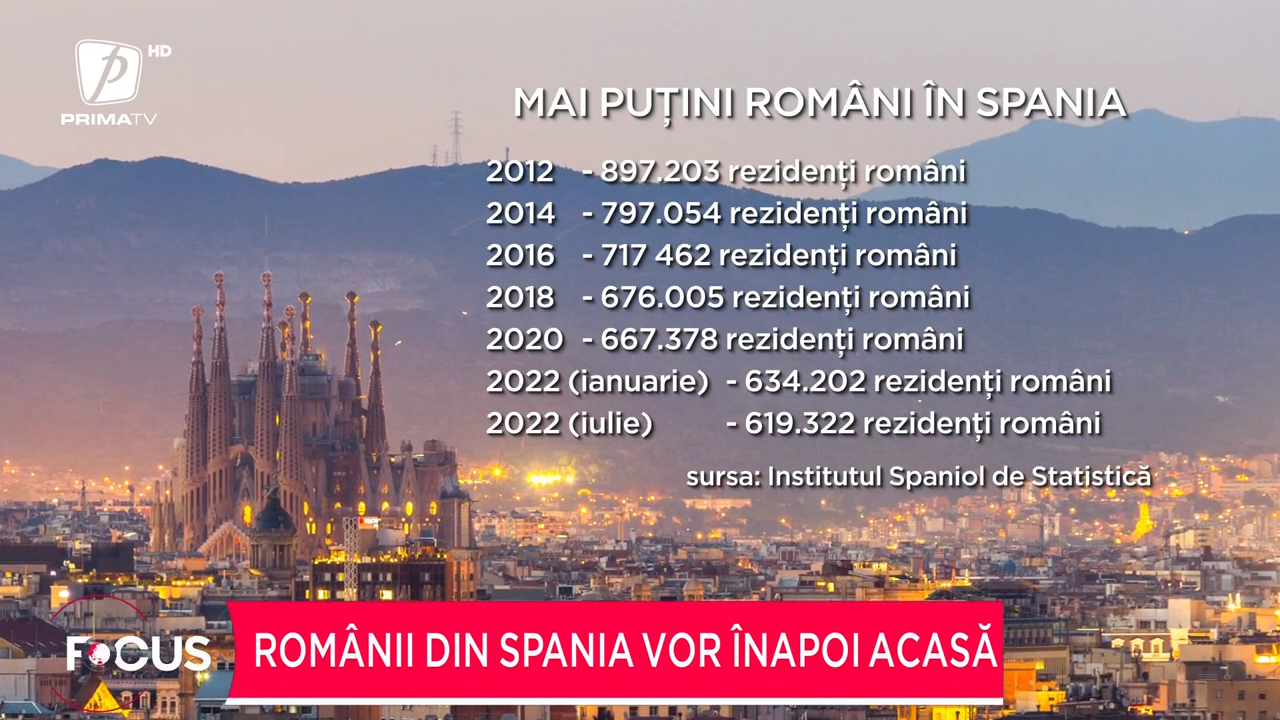 HD
PRIMATV
MAI PUȚINI ROMÂNI ÎN SPANIA
2012 - 897.203 rezidenți români
2014 - 797.054 rezidenți români
2016 - 717 462 rezidenți români
2018 - 676.005 rezidenți români
2020 - 667.378 rezidenți români
2022 (ianuarie) - 634.202 rezidenți români
2022 (iulie) - 619.322 rezidenți români
sursa: Institutul Spaniol de Statistică
FOCUS
ROMÂNII DIN SPANIA VOR ÎNAPOI ACASĂ